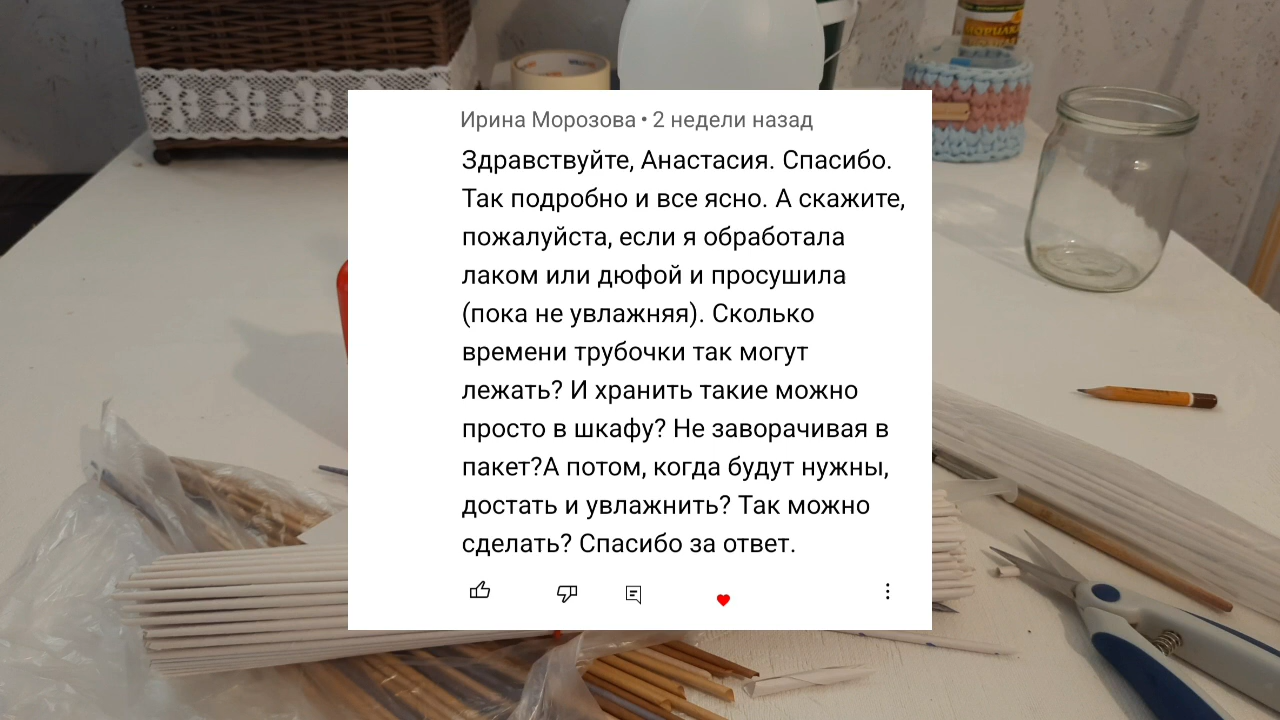 Ирина Морозова • 2 недели назад
Здравствуйте, Анастасия. Спасибо.
Так подробно и все ясно. А скажите,
пожалуйста, если я обработала
лаком или дюфой и просушила
(пока не увлажняя). Сколько
времени трубочки так могут
лежать? И хранить такие можно
просто в шкафу? Не заворачивая в
пакет?А потом, когда будут нужны,
достать и увлажнить? Так можно
сделать? Спасибо за ответ.